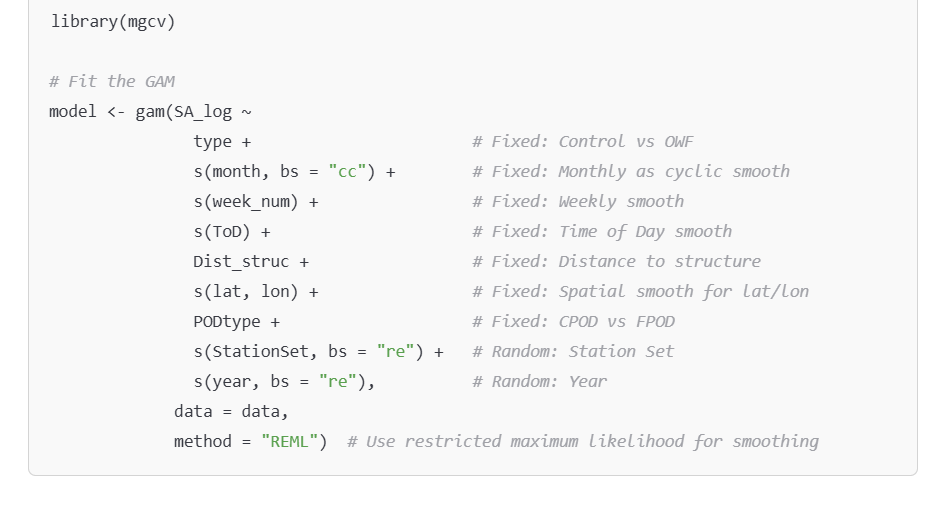 library(mgcv)
# Fit the GAM
model <- gam(SA_log ~
type + # Fixed: Control vs OWF
s(month, bs = "cc") + # Fixed: Monthly as cyclic smooth
s(week_num) + # Fixed: Weekly smooth
s(ToD) + # Fixed: Time of Day smooth
Dist_struc + # Fixed: Distance to structure
s(lat, lon) + # Fixed: Spatial smooth for lat/lon
PODtype + # Fixed: CPOD vs FPOD
s(StationSet, bs = "re") + # Random: Station Set
s(year, bs = "re"), # Random: Year
data = data,
method = "REML") # Use restricted maximum likelihood for smoothing